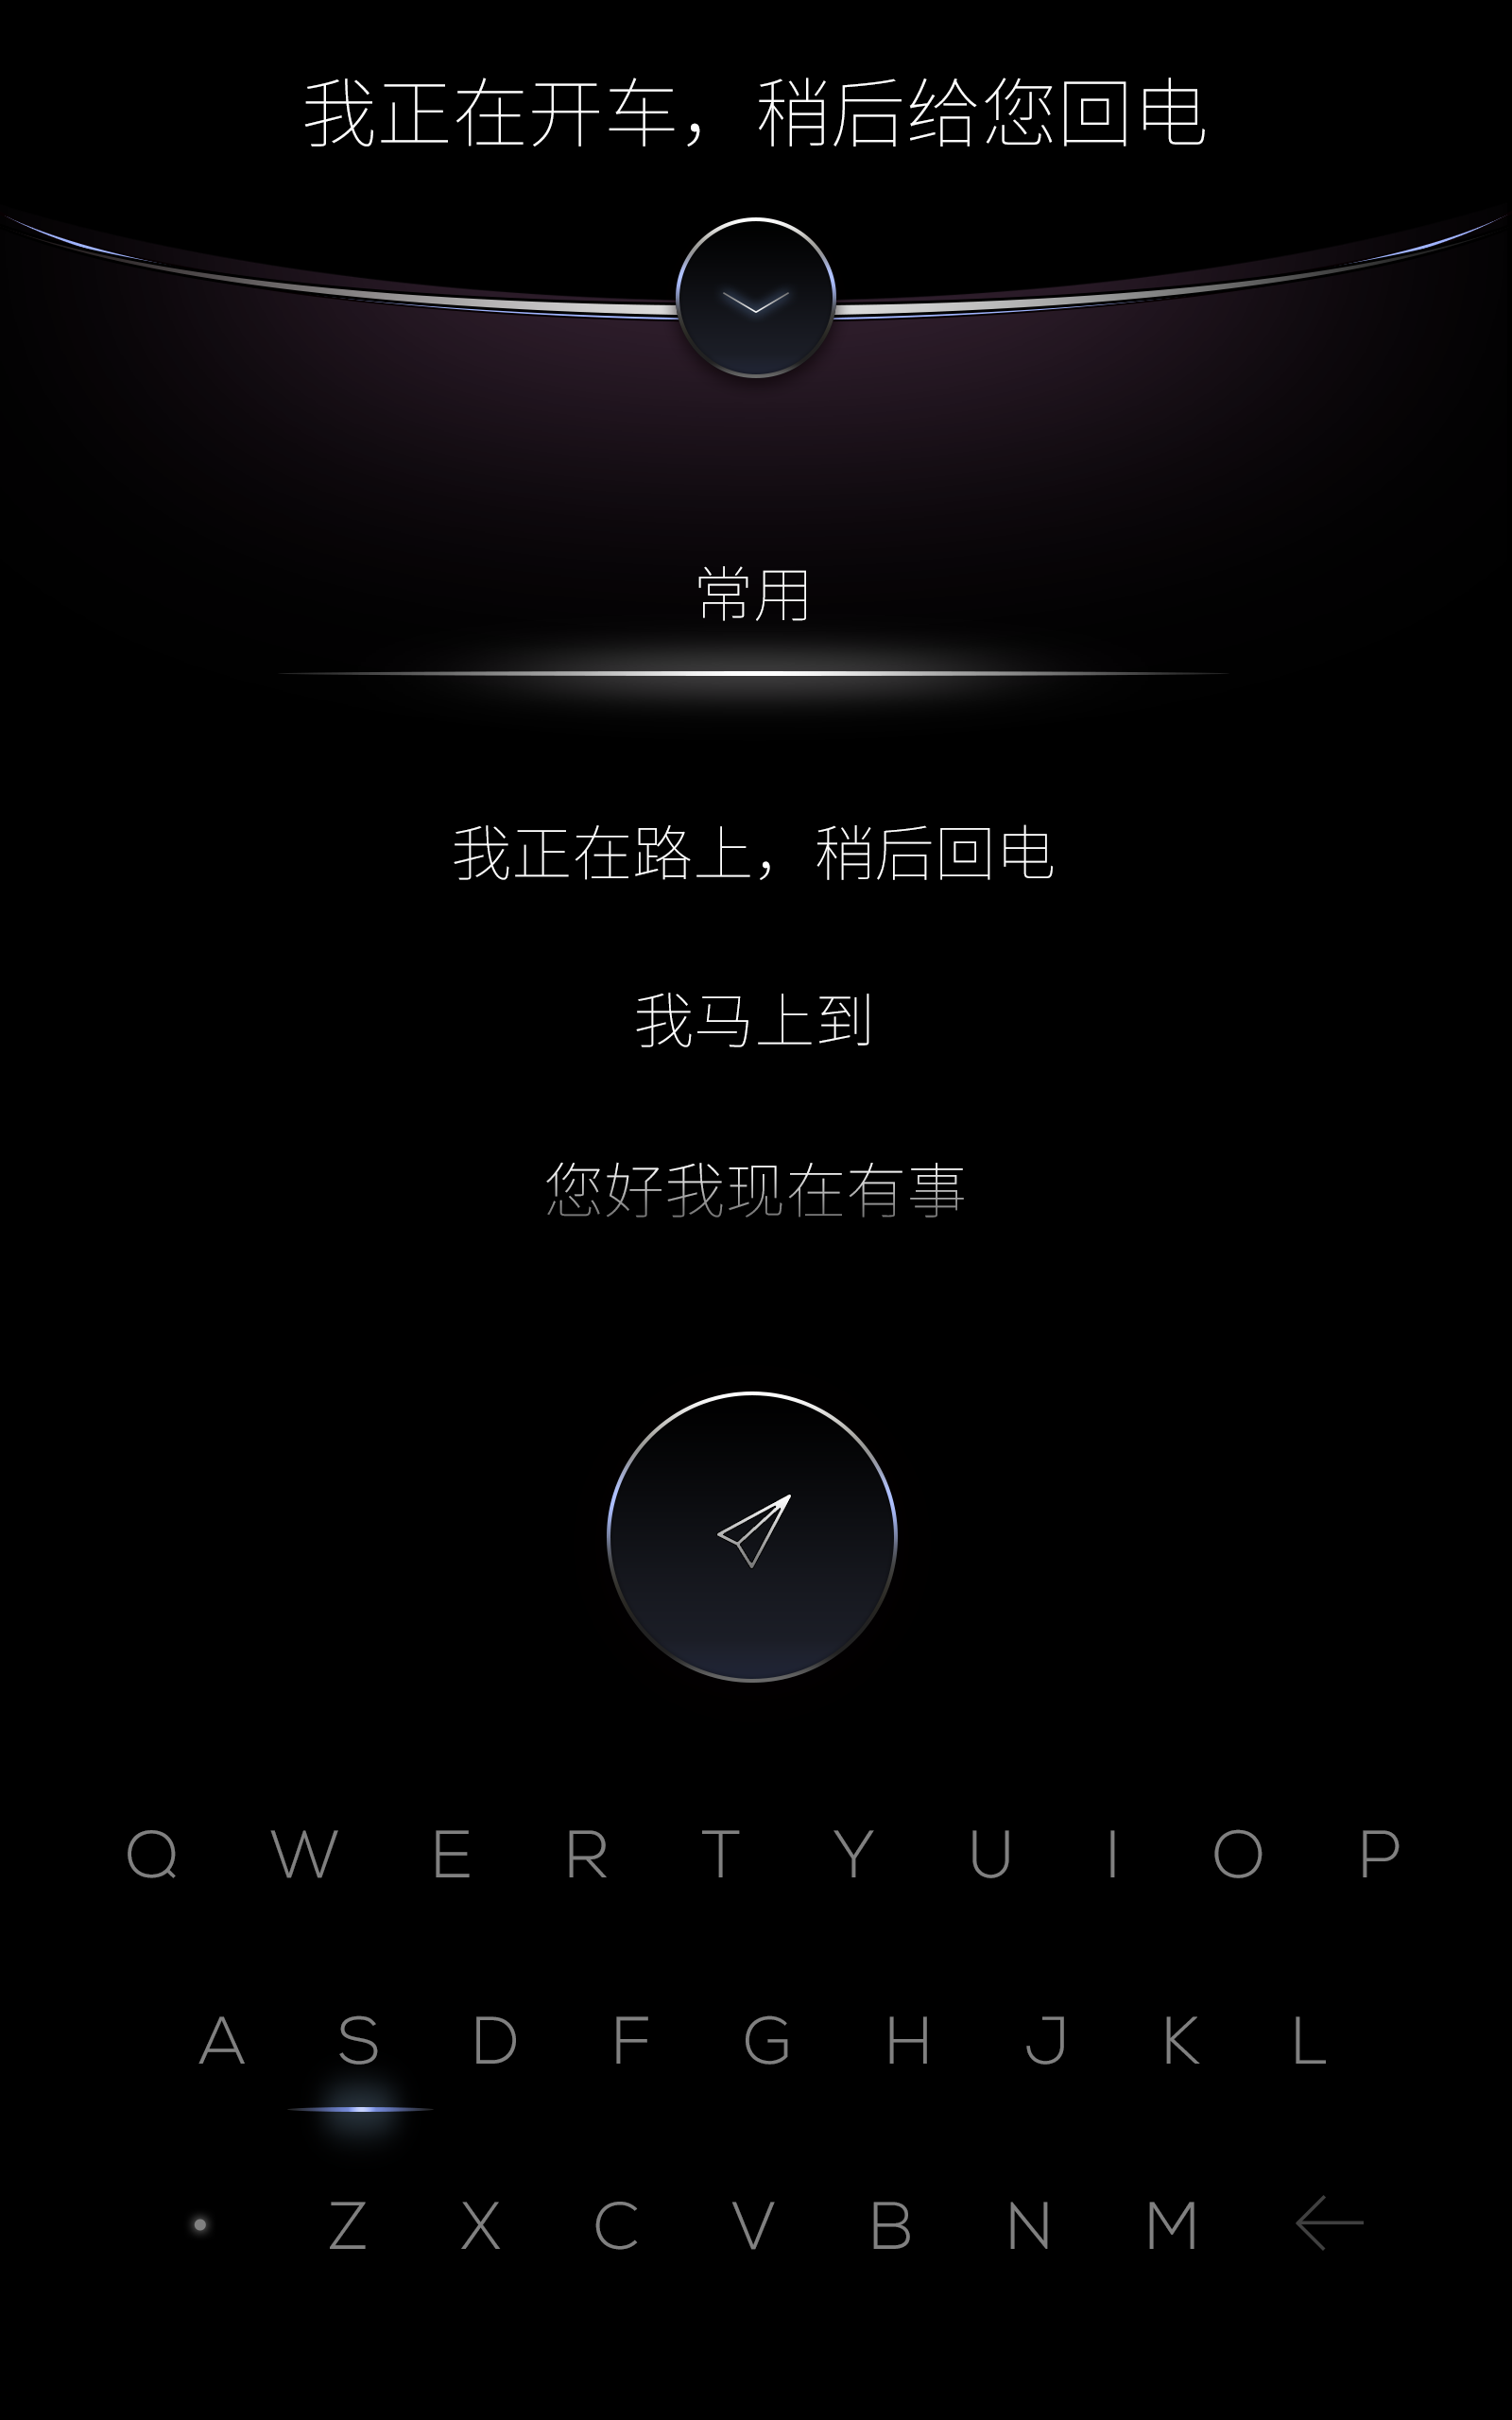 我正在开车，稍后给您回电
常用
我正在路上，稍后回电
我马上到
您好我现在有事
Q W E R T Y U I O P
A S D F G H J K L
Z X C V B N M